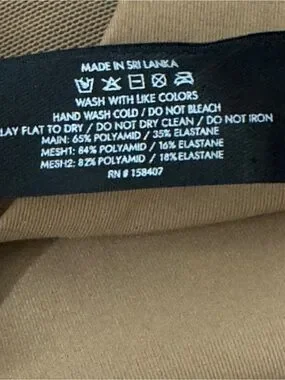 MADE IN SRI LANKA
WASH WITH LIKE COLORS
HAND WASH COLD / DO NOT BLEACH
LAY FLAT TO DRY / DO NOT DRY CLEAN / DO NOT IRON
MAIN: 65% POLYAMID / 35% ELASTANE
MESH1: 84% POLYAMID / 16% ELASTANE
MESH2: 82% POLYAMID / 18% ELASTANE
RN # 158407